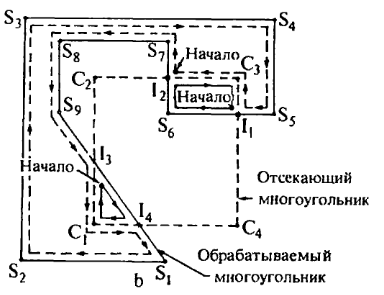 S₃
S₄
S₈
S₇
Начало
C₃
C₂
I₂
Начало
S₉
S₆
I₁
S₅
I₃
Начало
Отсекающий
многоугольник
I₄
C₁
C₄
Обрабатываемый
многоугольник
S₂
b
S₁